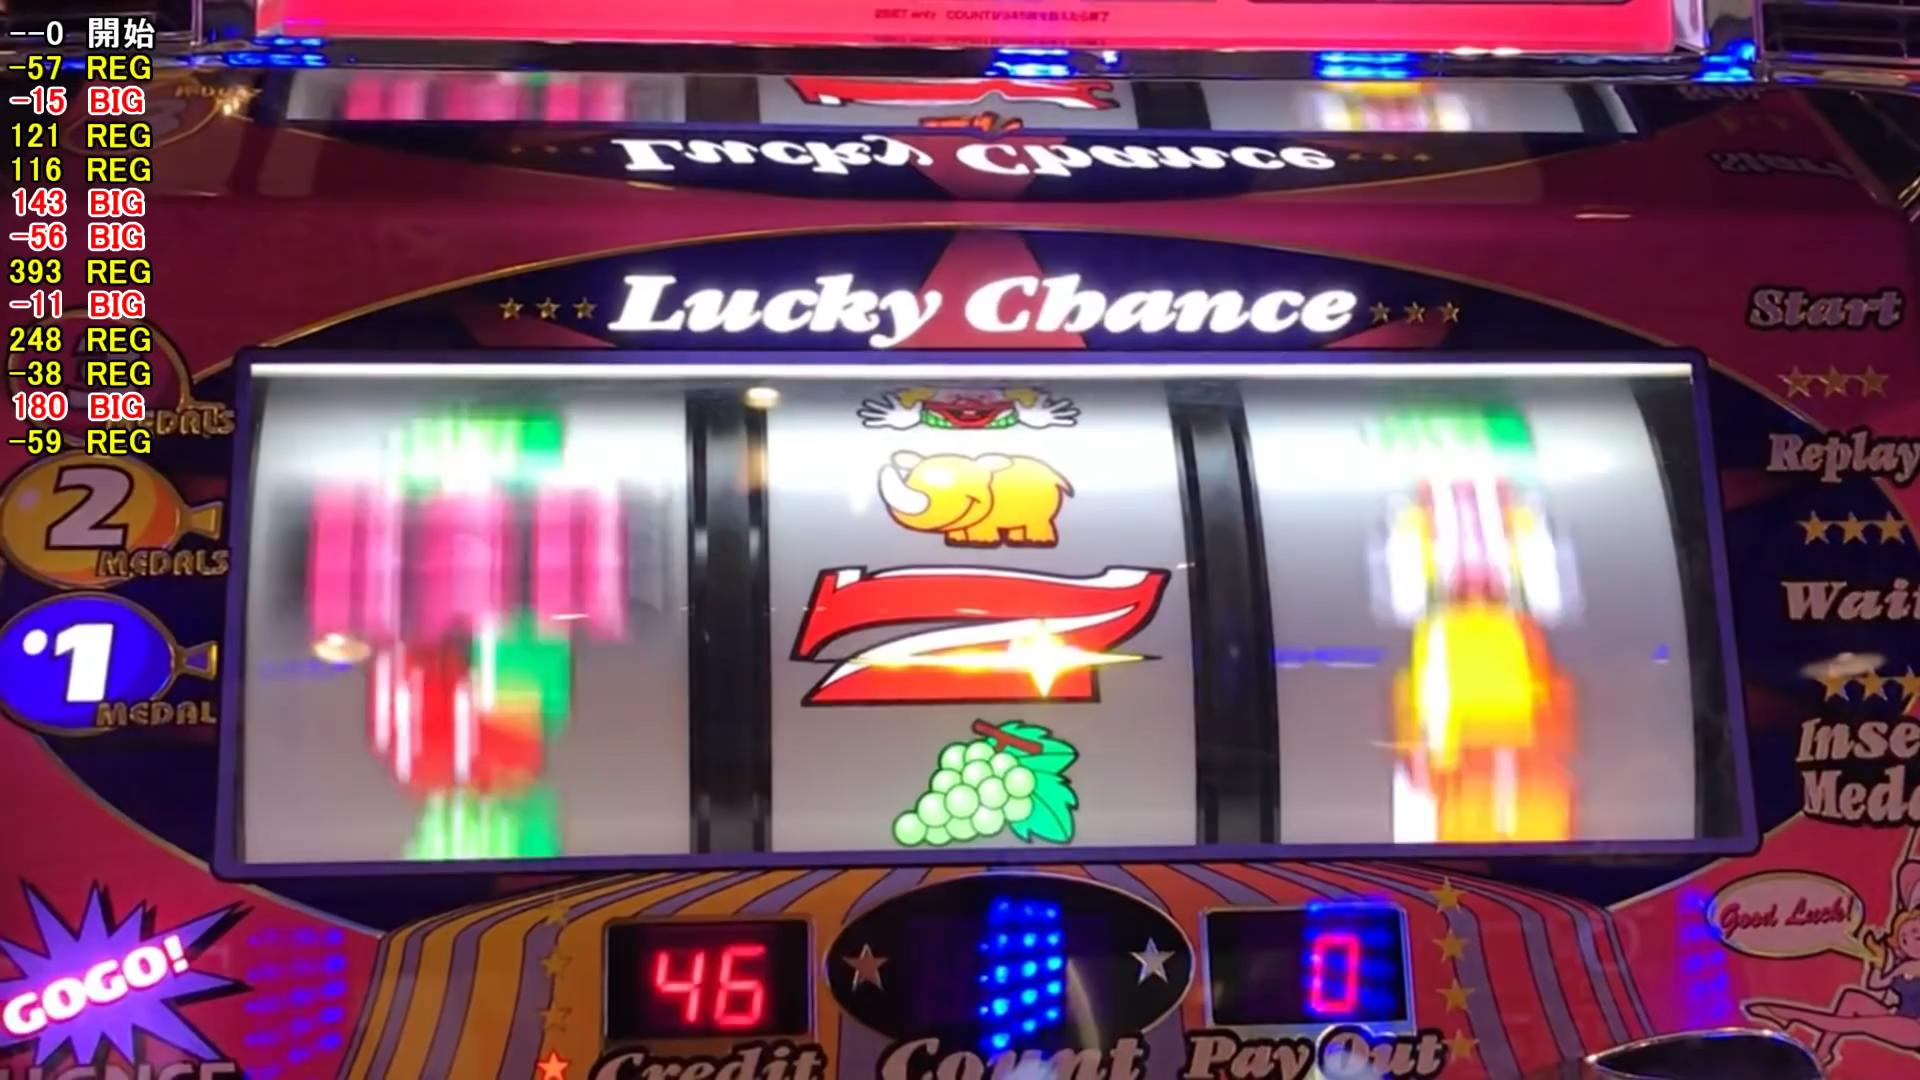 --0 開始
-57 REG
-15 BIG
121 REG
116 REG
143 BIG
-56 BIG
393 REG
-11 BIG
248 REG
-38 REG
180 BIG
-59 REG
Lucky Chance
Lucky Chance
Start
Replay
2
MEDALS
Wait
1
MEDAL
Good Luck!
GOGO!
46
0
Credit
Count
Pay Out